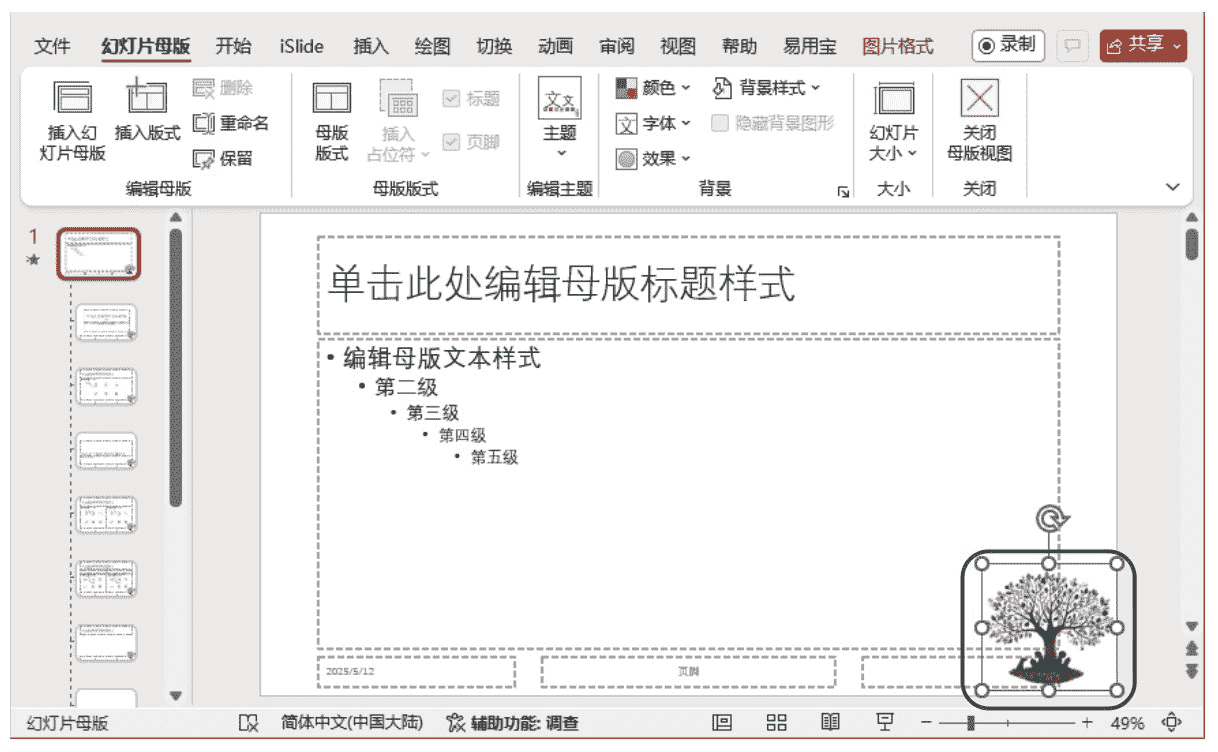 文件 幻灯片母版 开始 iSlide 插入 绘图 切换 动画 审阅 视图 帮助 易用宝 图片格式 录制 共享
插入幻灯片母版
插入版式
删除
重命名
保留
编辑母版
母版版式
插入占位符
标题
页脚
母版版式
主题
编辑主题
颜色
字体
效果
背景样式
隐藏背景图形
背景
幻灯片大小
大小
关闭母版视图
关闭
1
单击此处编辑母版标题样式
• 编辑母版文本样式
• 第二级
• 第三级
• 第四级
• 第五级
2025/5/12 页脚
幻灯片母版 简体中文(中国大陆) 辅助功能: 调查 49%